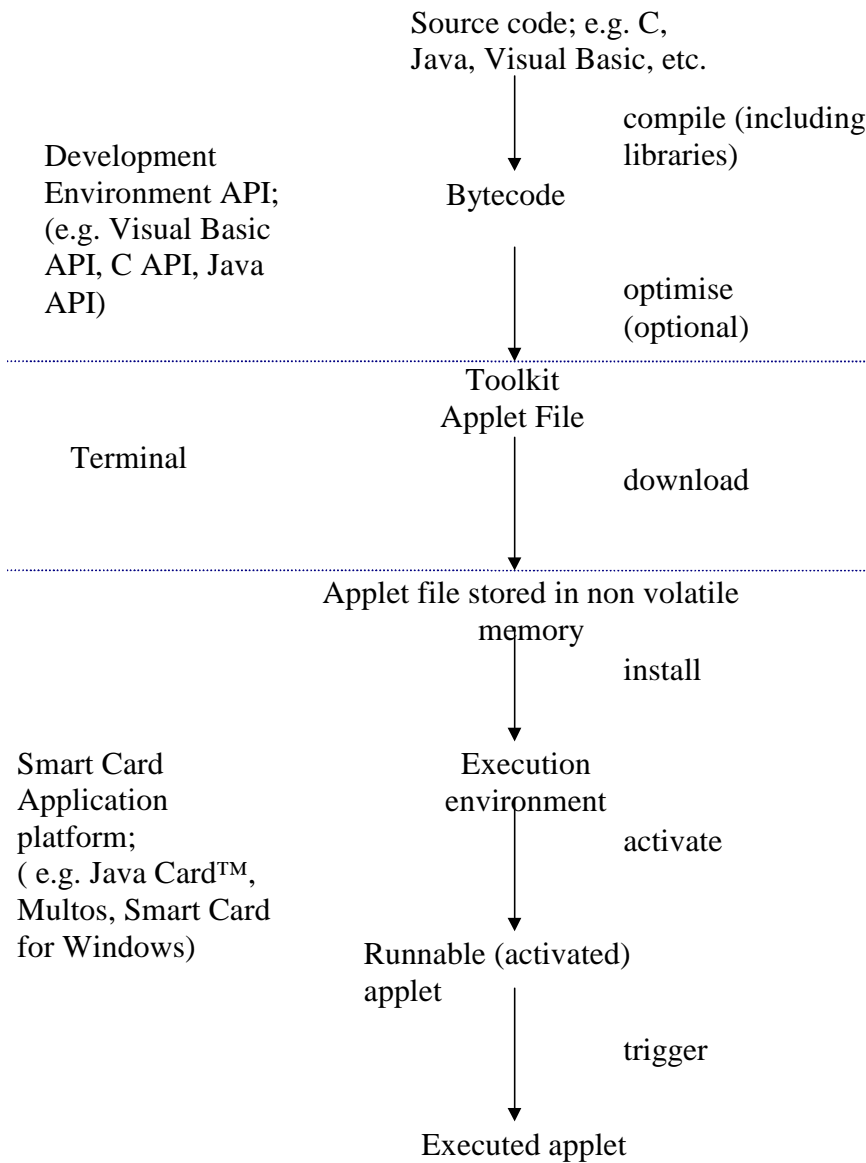 Source code; e.g. C,
Java, Visual Basic, etc.
compile (including
libraries)
Development
Environment API;
(e.g. Visual Basic
API, C API, Java
API)
Bytecode
optimise
(optional)
Toolkit
Applet File
Terminal
download
Applet file stored in non volatile
memory
install
Smart Card
Application
platform;
( e.g. Java Card™,
Multos, Smart Card
for Windows)
Execution
environment
activate
Runnable (activated)
applet
trigger
Executed applet